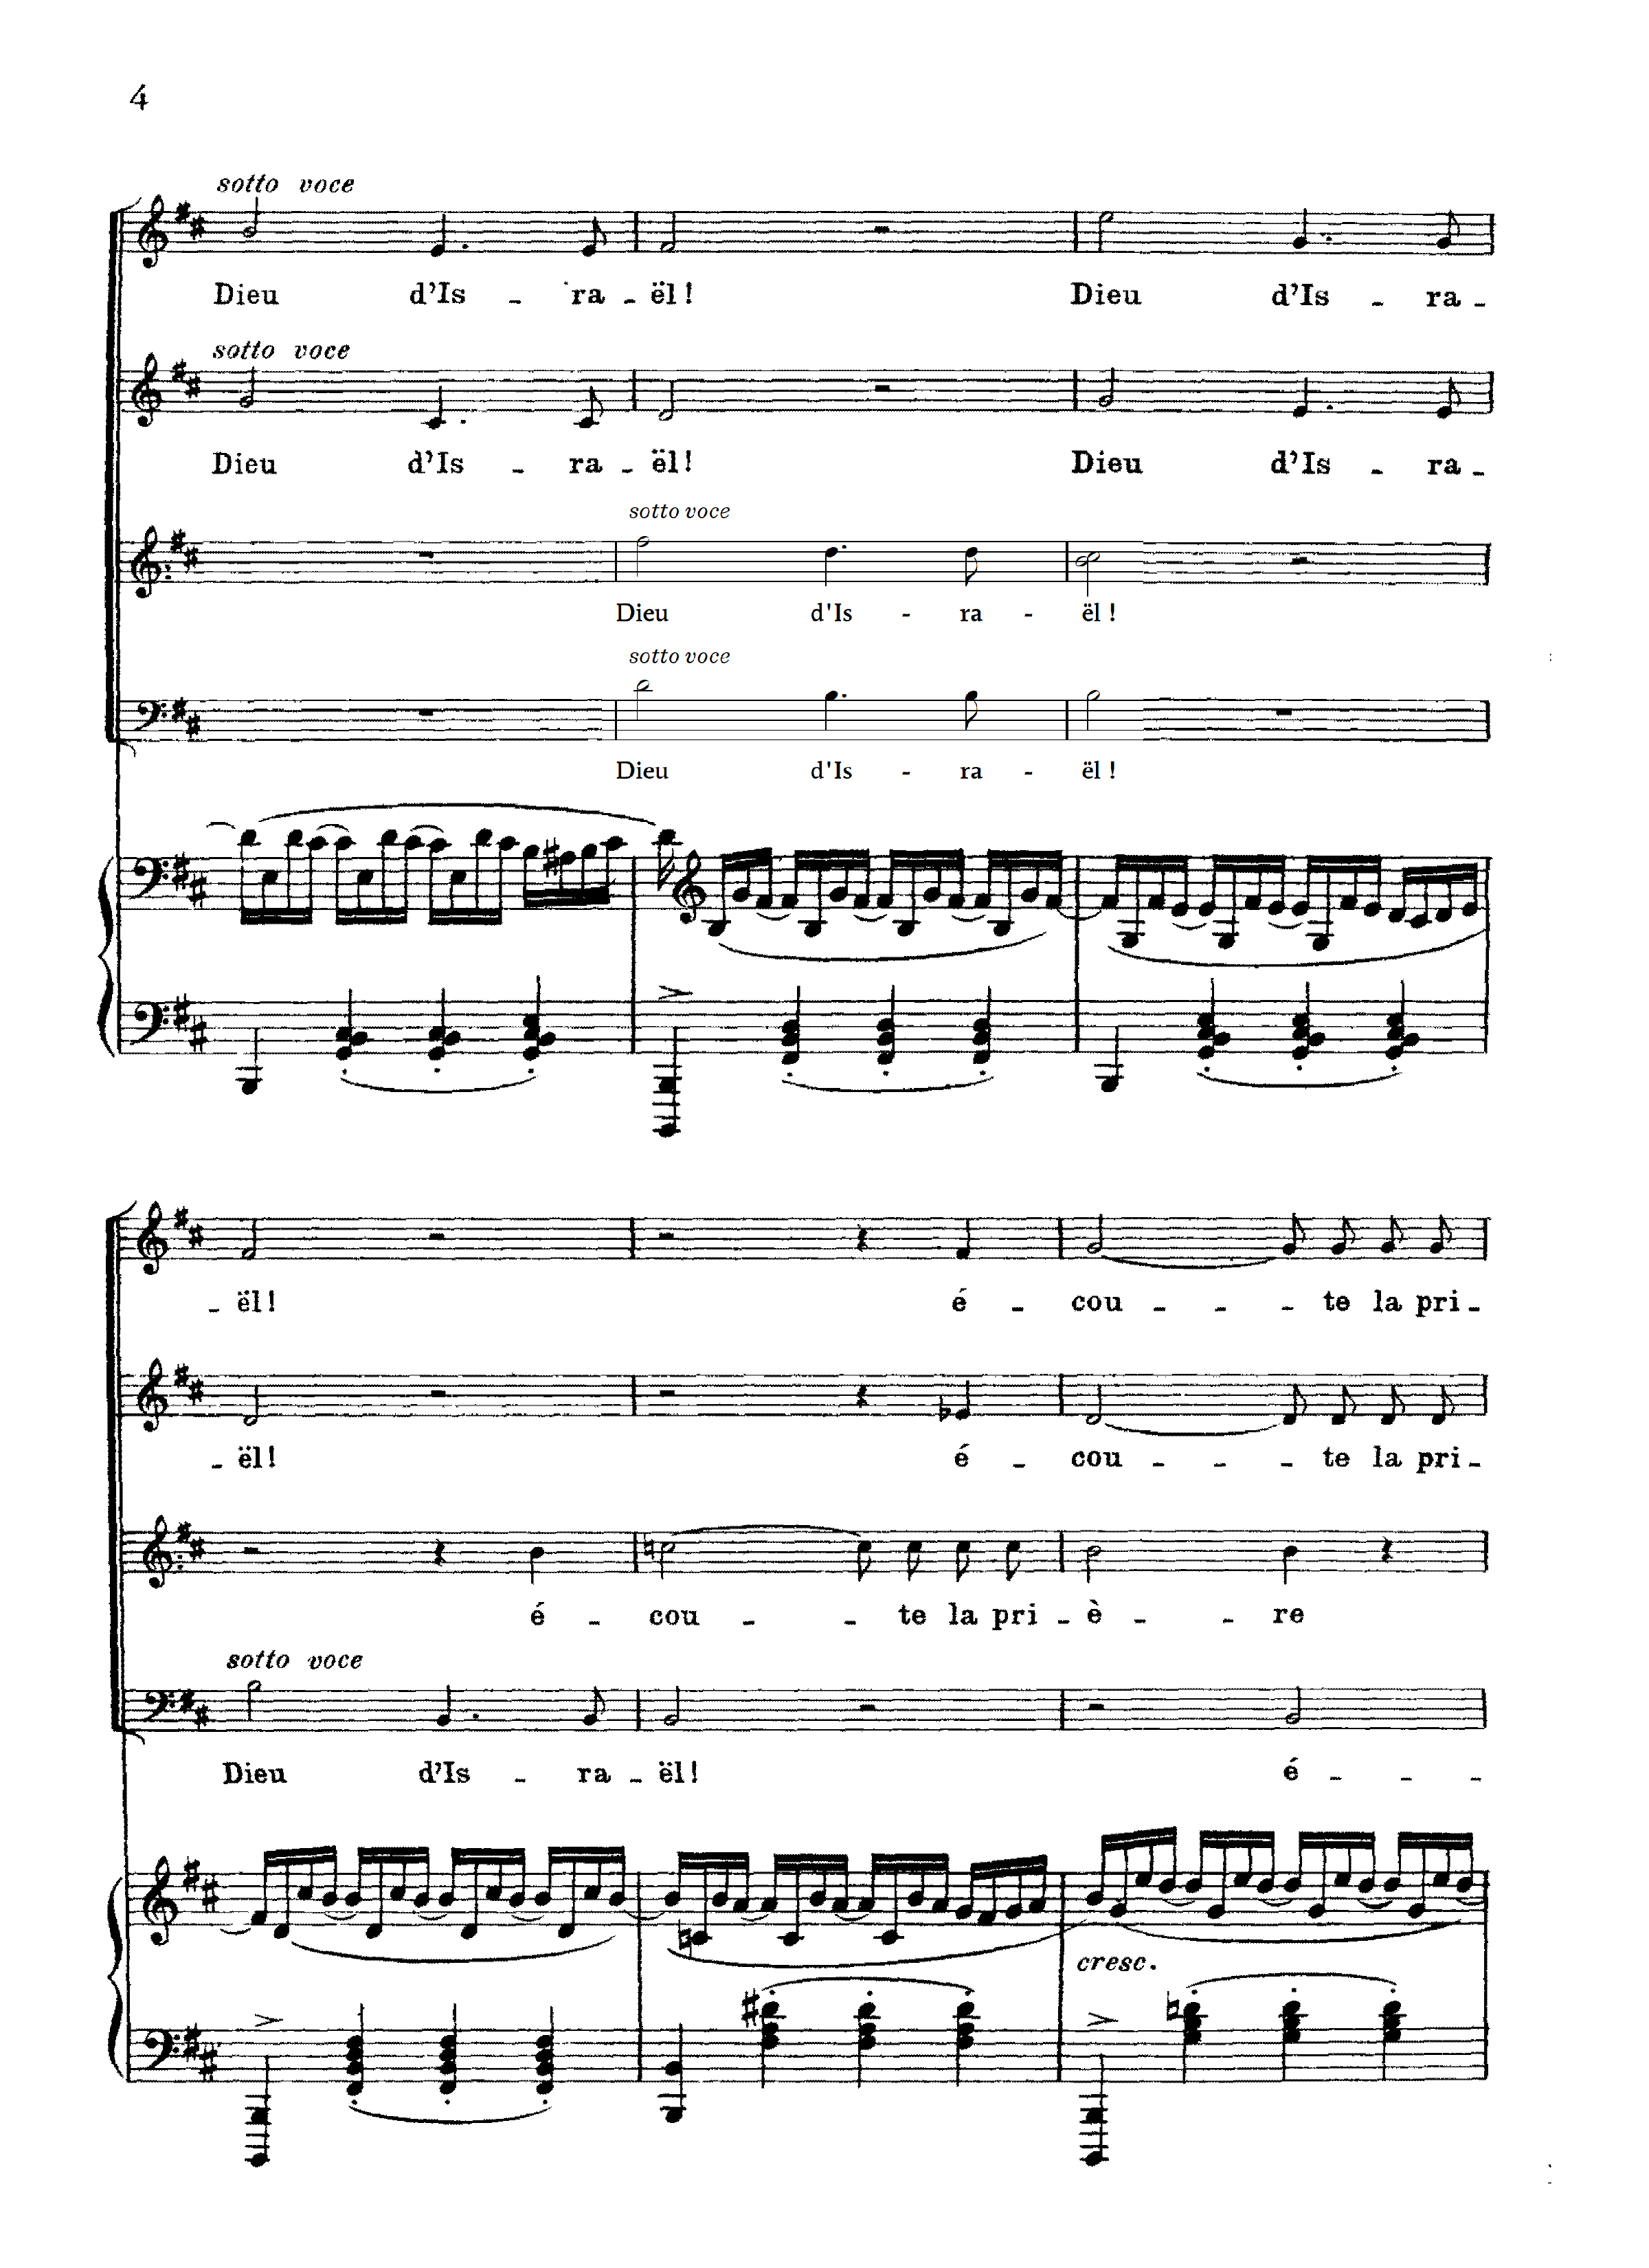 4
sotto voce
Dieu d'Is - ra - ël! Dieu d'Is - ra -
sotto voce
Dieu d'Is - ra - ël! Dieu d'Is - ra -
sotto voce
Dieu d'Is - ra - ël !
sotto voce
Dieu d'Is - ra - ël !
- ël! é - cou - - - te la pri -
- ël! é - cou - - - te la pri -
é - cou - - te la pri - è - - re
sotto voce
Dieu d'Is - ra - ël! é - - -
cresc.